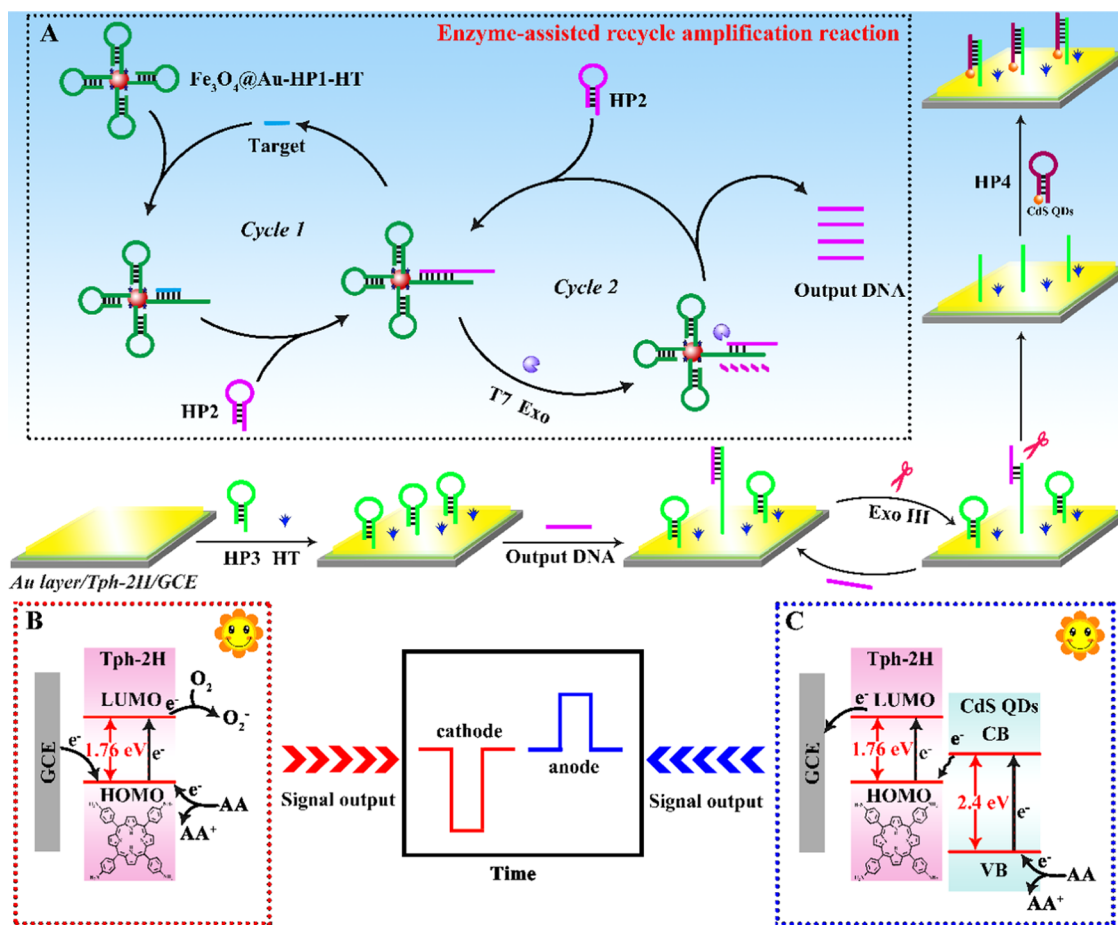 A
Enzyme-assisted recycle amplification reaction
Fe₃O₄@Au-HP1-HT
HP2
Target
Cycle 1
Cycle 2
Output DNA
HP2
T7 Exo
HP4
CdS QDs
HP3 HT
Output DNA
Exo III
Au layer/Tph-2H/GCE
B
Tph-2H
LUMO
e⁻
O₂
O₂⁻
GCE
e⁻
1.76 eV
e⁻
HOMO
e⁻
AA
AA⁺
Signal output
cathode
anode
Time
Signal output
C
Tph-2H
e⁻
LUMO
GCE
1.76 eV
e⁻
HOMO
CdS QDs
CB
e⁻
2.4 eV
e⁻
VB
e⁻
AA
AA⁺